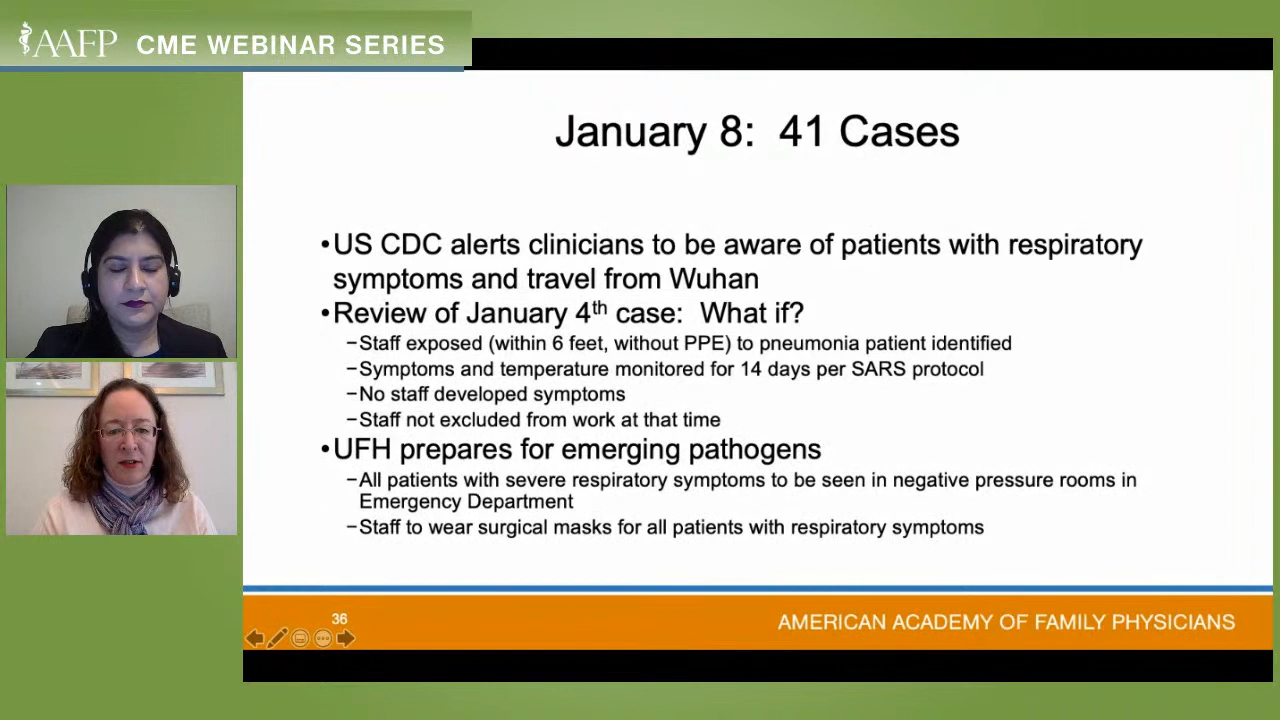 AAFP CME WEBINAR SERIES
January 8: 41 Cases
•US CDC alerts clinicians to be aware of patients with respiratory
symptoms and travel from Wuhan
•Review of January 4th case: What if?
–Staff exposed (within 6 feet, without PPE) to pneumonia patient identified
–Symptoms and temperature monitored for 14 days per SARS protocol
–No staff developed symptoms
–Staff not excluded from work at that time
•UFH prepares for emerging pathogens
–All patients with severe respiratory symptoms to be seen in negative pressure rooms in
Emergency Department
–Staff to wear surgical masks for all patients with respiratory symptoms
36
AMERICAN ACADEMY OF FAMILY PHYSICIANS